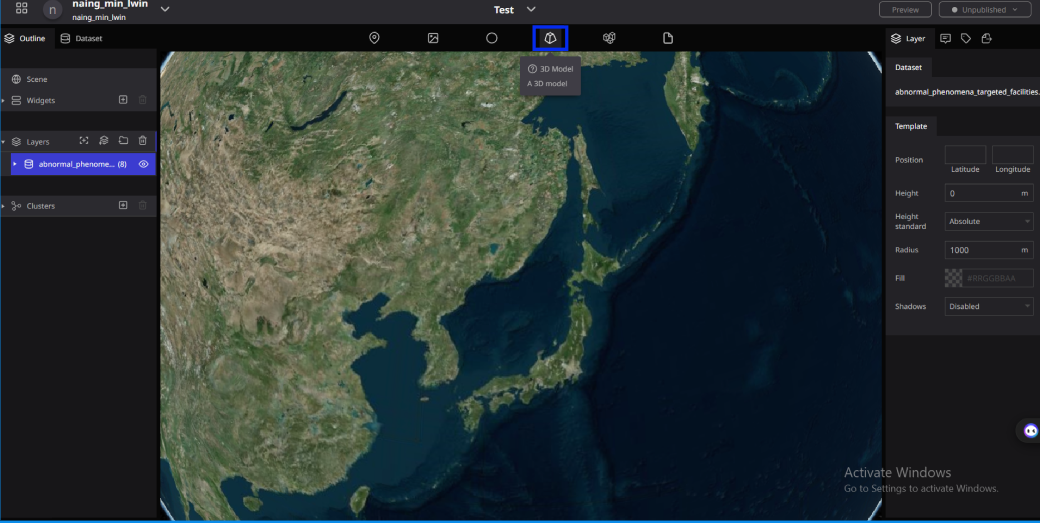 n
naing_min_lwin
naing_min_lwin
Test
Preview
Unpublished
Outline
Dataset
Layer
3D Model
A 3D model
Scene
Widgets
Layers
abnormal_phenome... (8)
Clusters
Dataset
abnormal_phenomena_targeted_facilities.
Template
Position
Latitude
Longitude
Height
0
m
Height
standard
Absolute
Radius
1000
m
Fill
#RRGGBBAA
Shadows
Disabled
Activate Windows
Go to Settings to activate Windows.